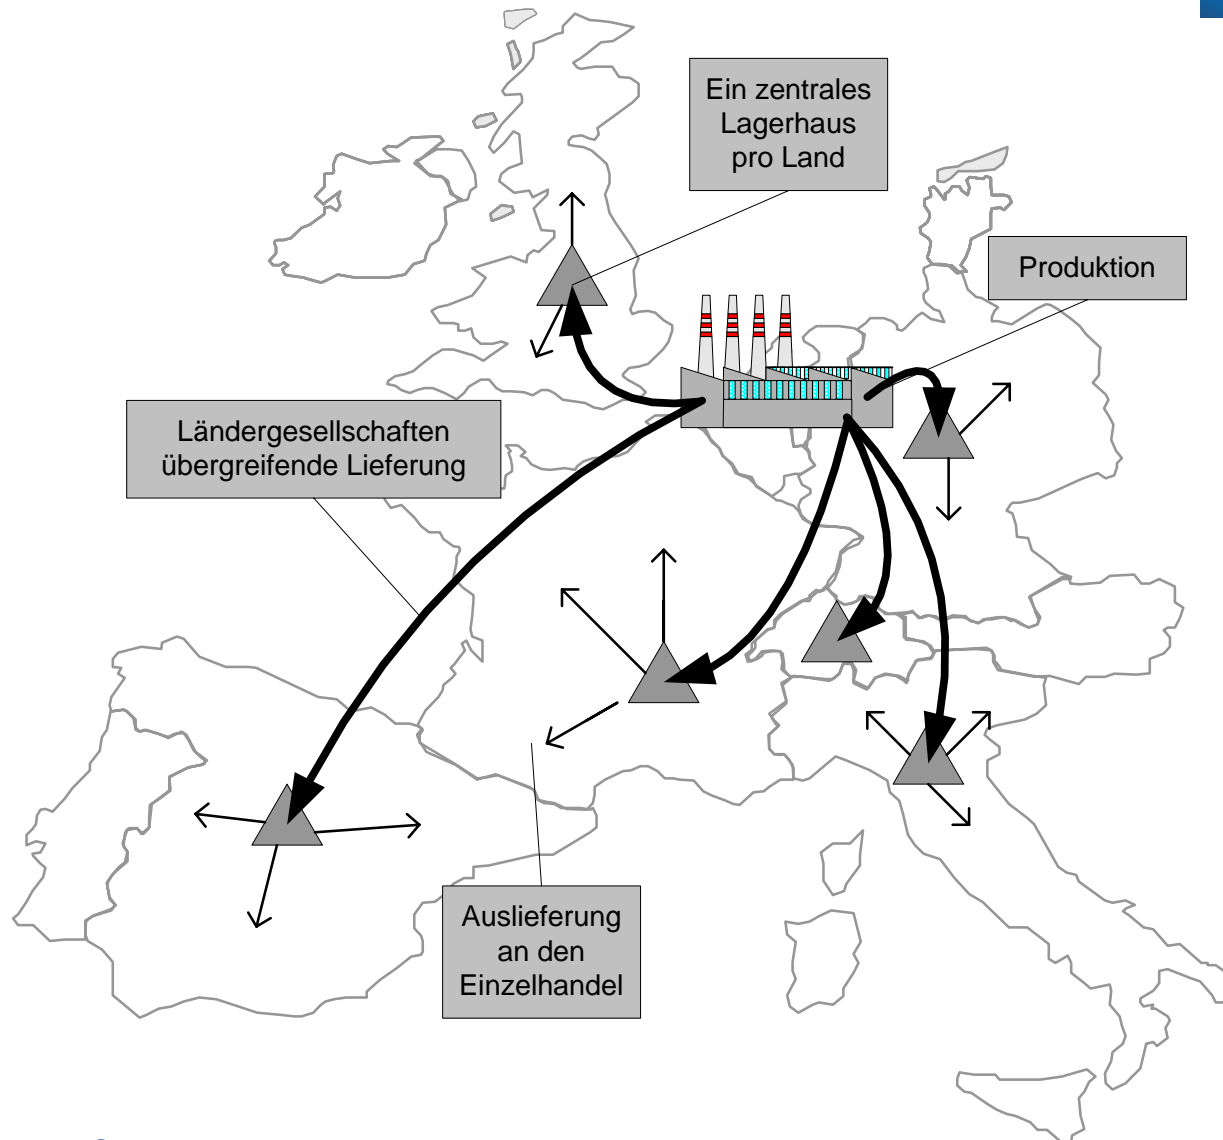 Ein zentrales
Lagerhaus
pro Land
Produktion
Ländergesellschaften
übergreifende Lieferung
Auslieferung
an den
Einzelhandel